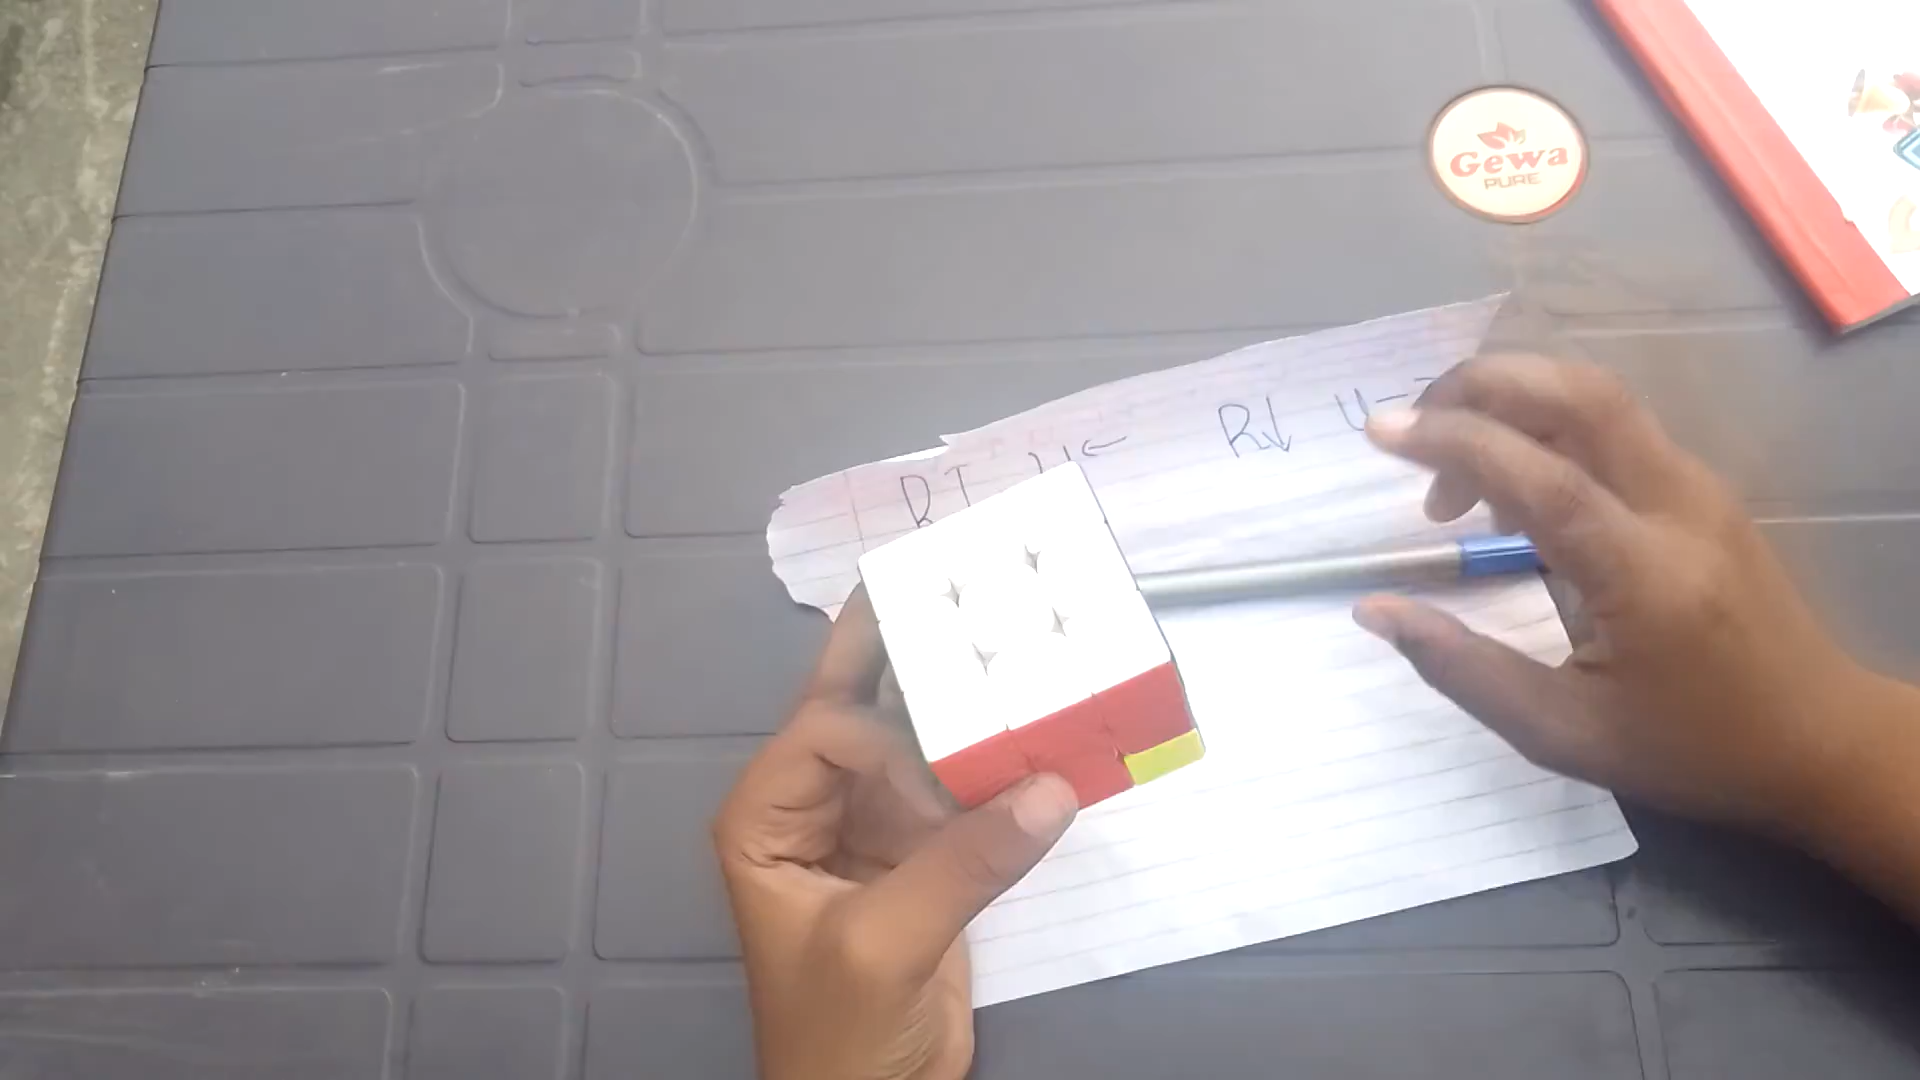 Gewa
PURE
R↑ U← R↓ U→